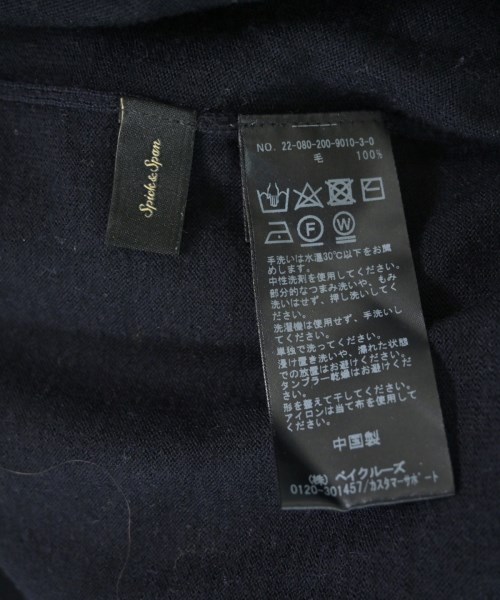 Spick&Span
NO. 22-080-200-9010-3-0
毛 100%
F
W
手洗いは水温30℃以下をお薦
めします。
中性洗剤を使用してください。
部分的なつまみ洗いや、もみ
洗いはせず、押し洗いしてく
ださい。
洗濯機は使用せず、手洗いし
てください。
単独で洗ってください。
浸け置き洗いや、濡れた状態
での放置はお避けください。
タンブラー乾燥はお避けくだ
さい。
形を整えて干してください。
アイロンは当て布を使用して
ください。
中国製
(株) ベイクルーズ
0120-301457/カスタマーサポート